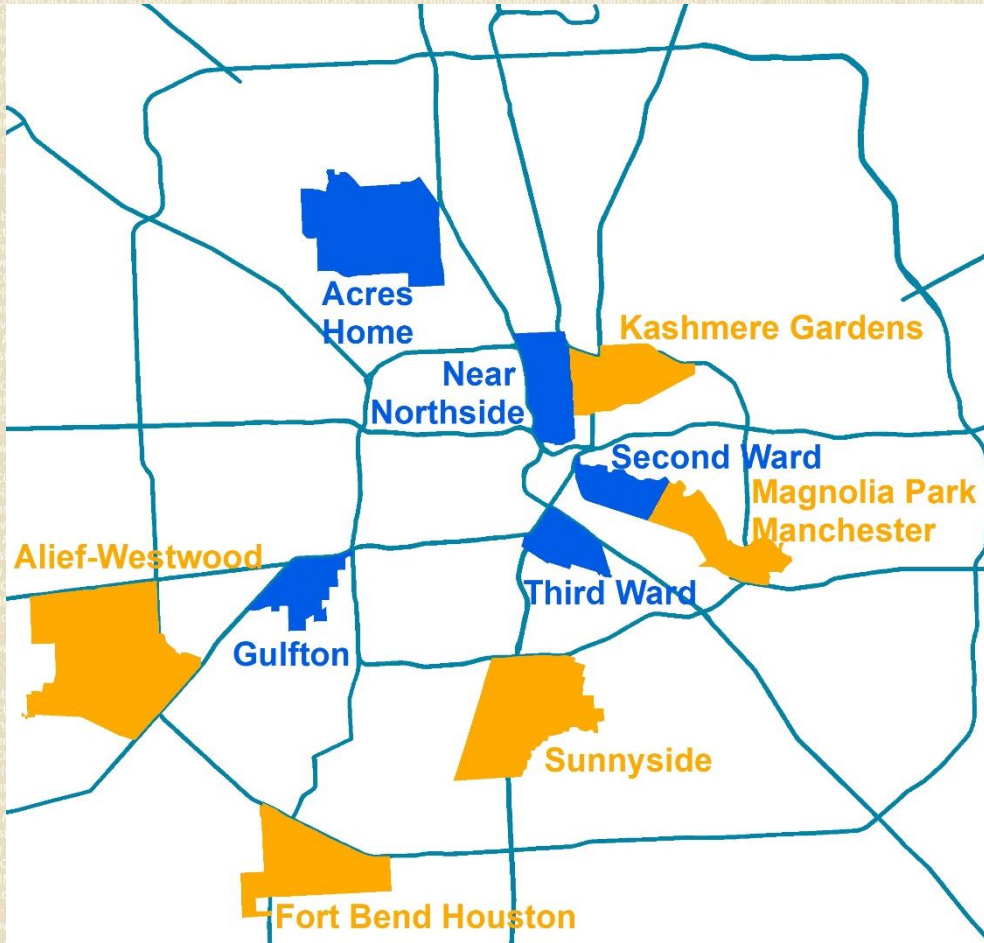 Acres
Home
Kashmere Gardens
Near
Northside
Second Ward
Magnolia Park
Manchester
Alief-Westwood
Third Ward
Gulfton
Sunnyside
Fort Bend Houston